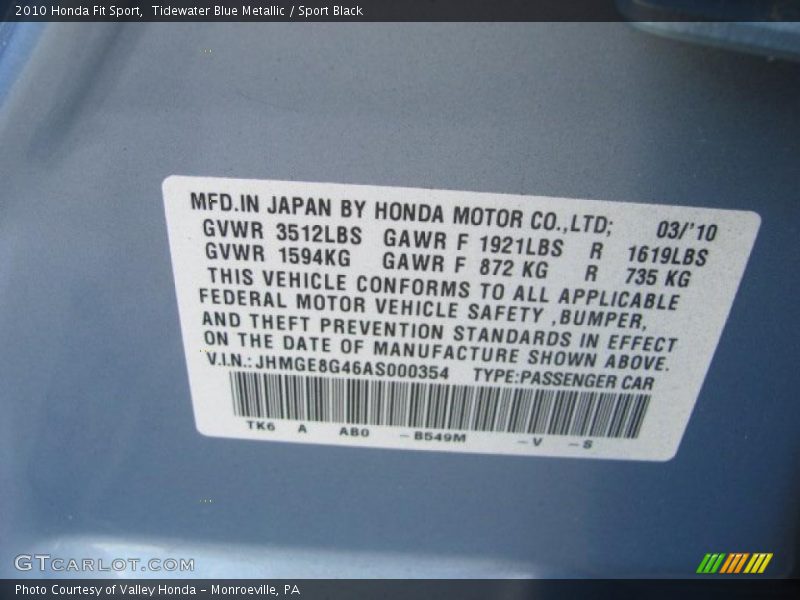 2010 Honda Fit Sport,  Tidewater Blue Metallic / Sport Black
MFD.IN JAPAN BY HONDA MOTOR CO.,LTD; 03/'10
GVWR 3512LBS GAWR F 1921LBS R 1619LBS
GVWR 1594KG GAWR F 872 KG R 735 KG
THIS VEHICLE CONFORMS TO ALL APPLICABLE
FEDERAL MOTOR VEHICLE SAFETY ,BUMPER,
AND THEFT PREVENTION STANDARDS IN EFFECT
ON THE DATE OF MANUFACTURE SHOWN ABOVE.
V.I.N.:JHMGE8G46AS000354 TYPE:PASSENGER CAR
TK6 A AB0 -B549M -V -S
GTCARLOT.COM
Photo Courtesy of Valley Honda - Monroeville, PA